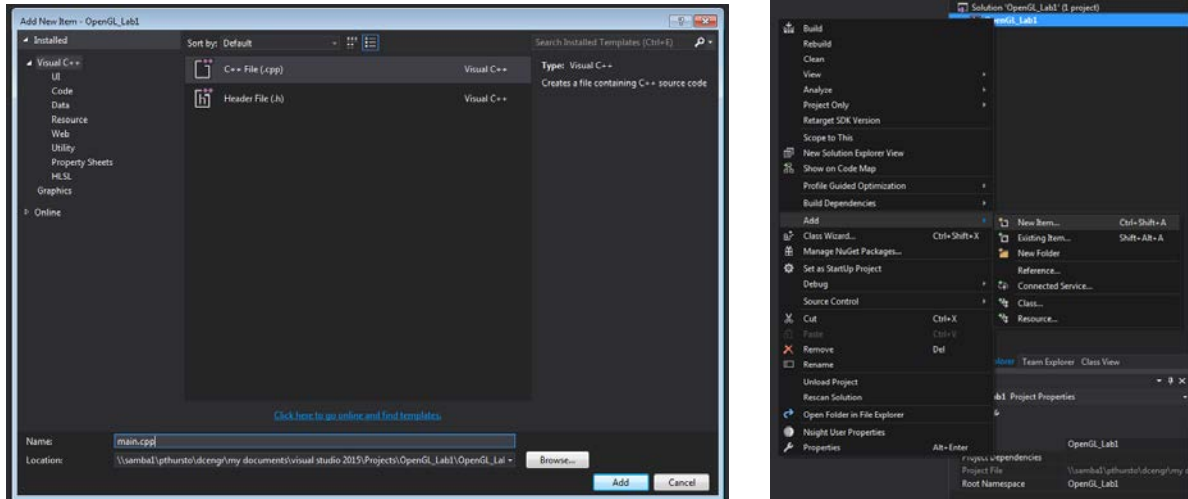 Add New Item - OpenGL_Lab1
Installed
Sort by: Default
Search Installed Templates (Ctrl+E)
Visual C++
UI
Code
Data
Resource
Web
Utility
Property Sheets
HLSL
Graphics
Online
C++ File (.cpp) Visual C++
Header File (.h) Visual C++
Type: Visual C++
Creates a file containing C++ source code
Click here to go online and find templates.
Name: main.cpp
Location: \\samba1\pthursto\dcengr\my documents\visual studio 2015\Projects\OpenGL_Lab1\OpenGL_Lal
Browse...
Add Cancel
Solution 'OpenGL_Lab1' (1 project)
OpenGL_Lab1
Build
Rebuild
Clean
View
Analyze
Project Only
Retarget SDK Version
Scope to This
New Solution Explorer View
Show on Code Map
Profile Guided Optimization
Build Dependencies
Add
Class Wizard... Ctrl+Shift+X
Manage NuGet Packages...
Set as StartUp Project
Debug
Source Control
Cut Ctrl+X
Paste Ctrl+V
Remove Del
Rename
Unload Project
Rescan Solution
Open Folder in File Explorer
Nsight User Properties
Properties Alt+Enter
New Item... Ctrl+Shift+A
Existing Item... Shift+Alt+A
New Folder
Reference...
Connected Service...
Class...
Resource...
Team Explorer Class View
Project Properties
OpenGL_Lab1
Project Dependencies
Project File \\samba1\pthursto\dcengr\my d
Root Namespace OpenGL_Lab1